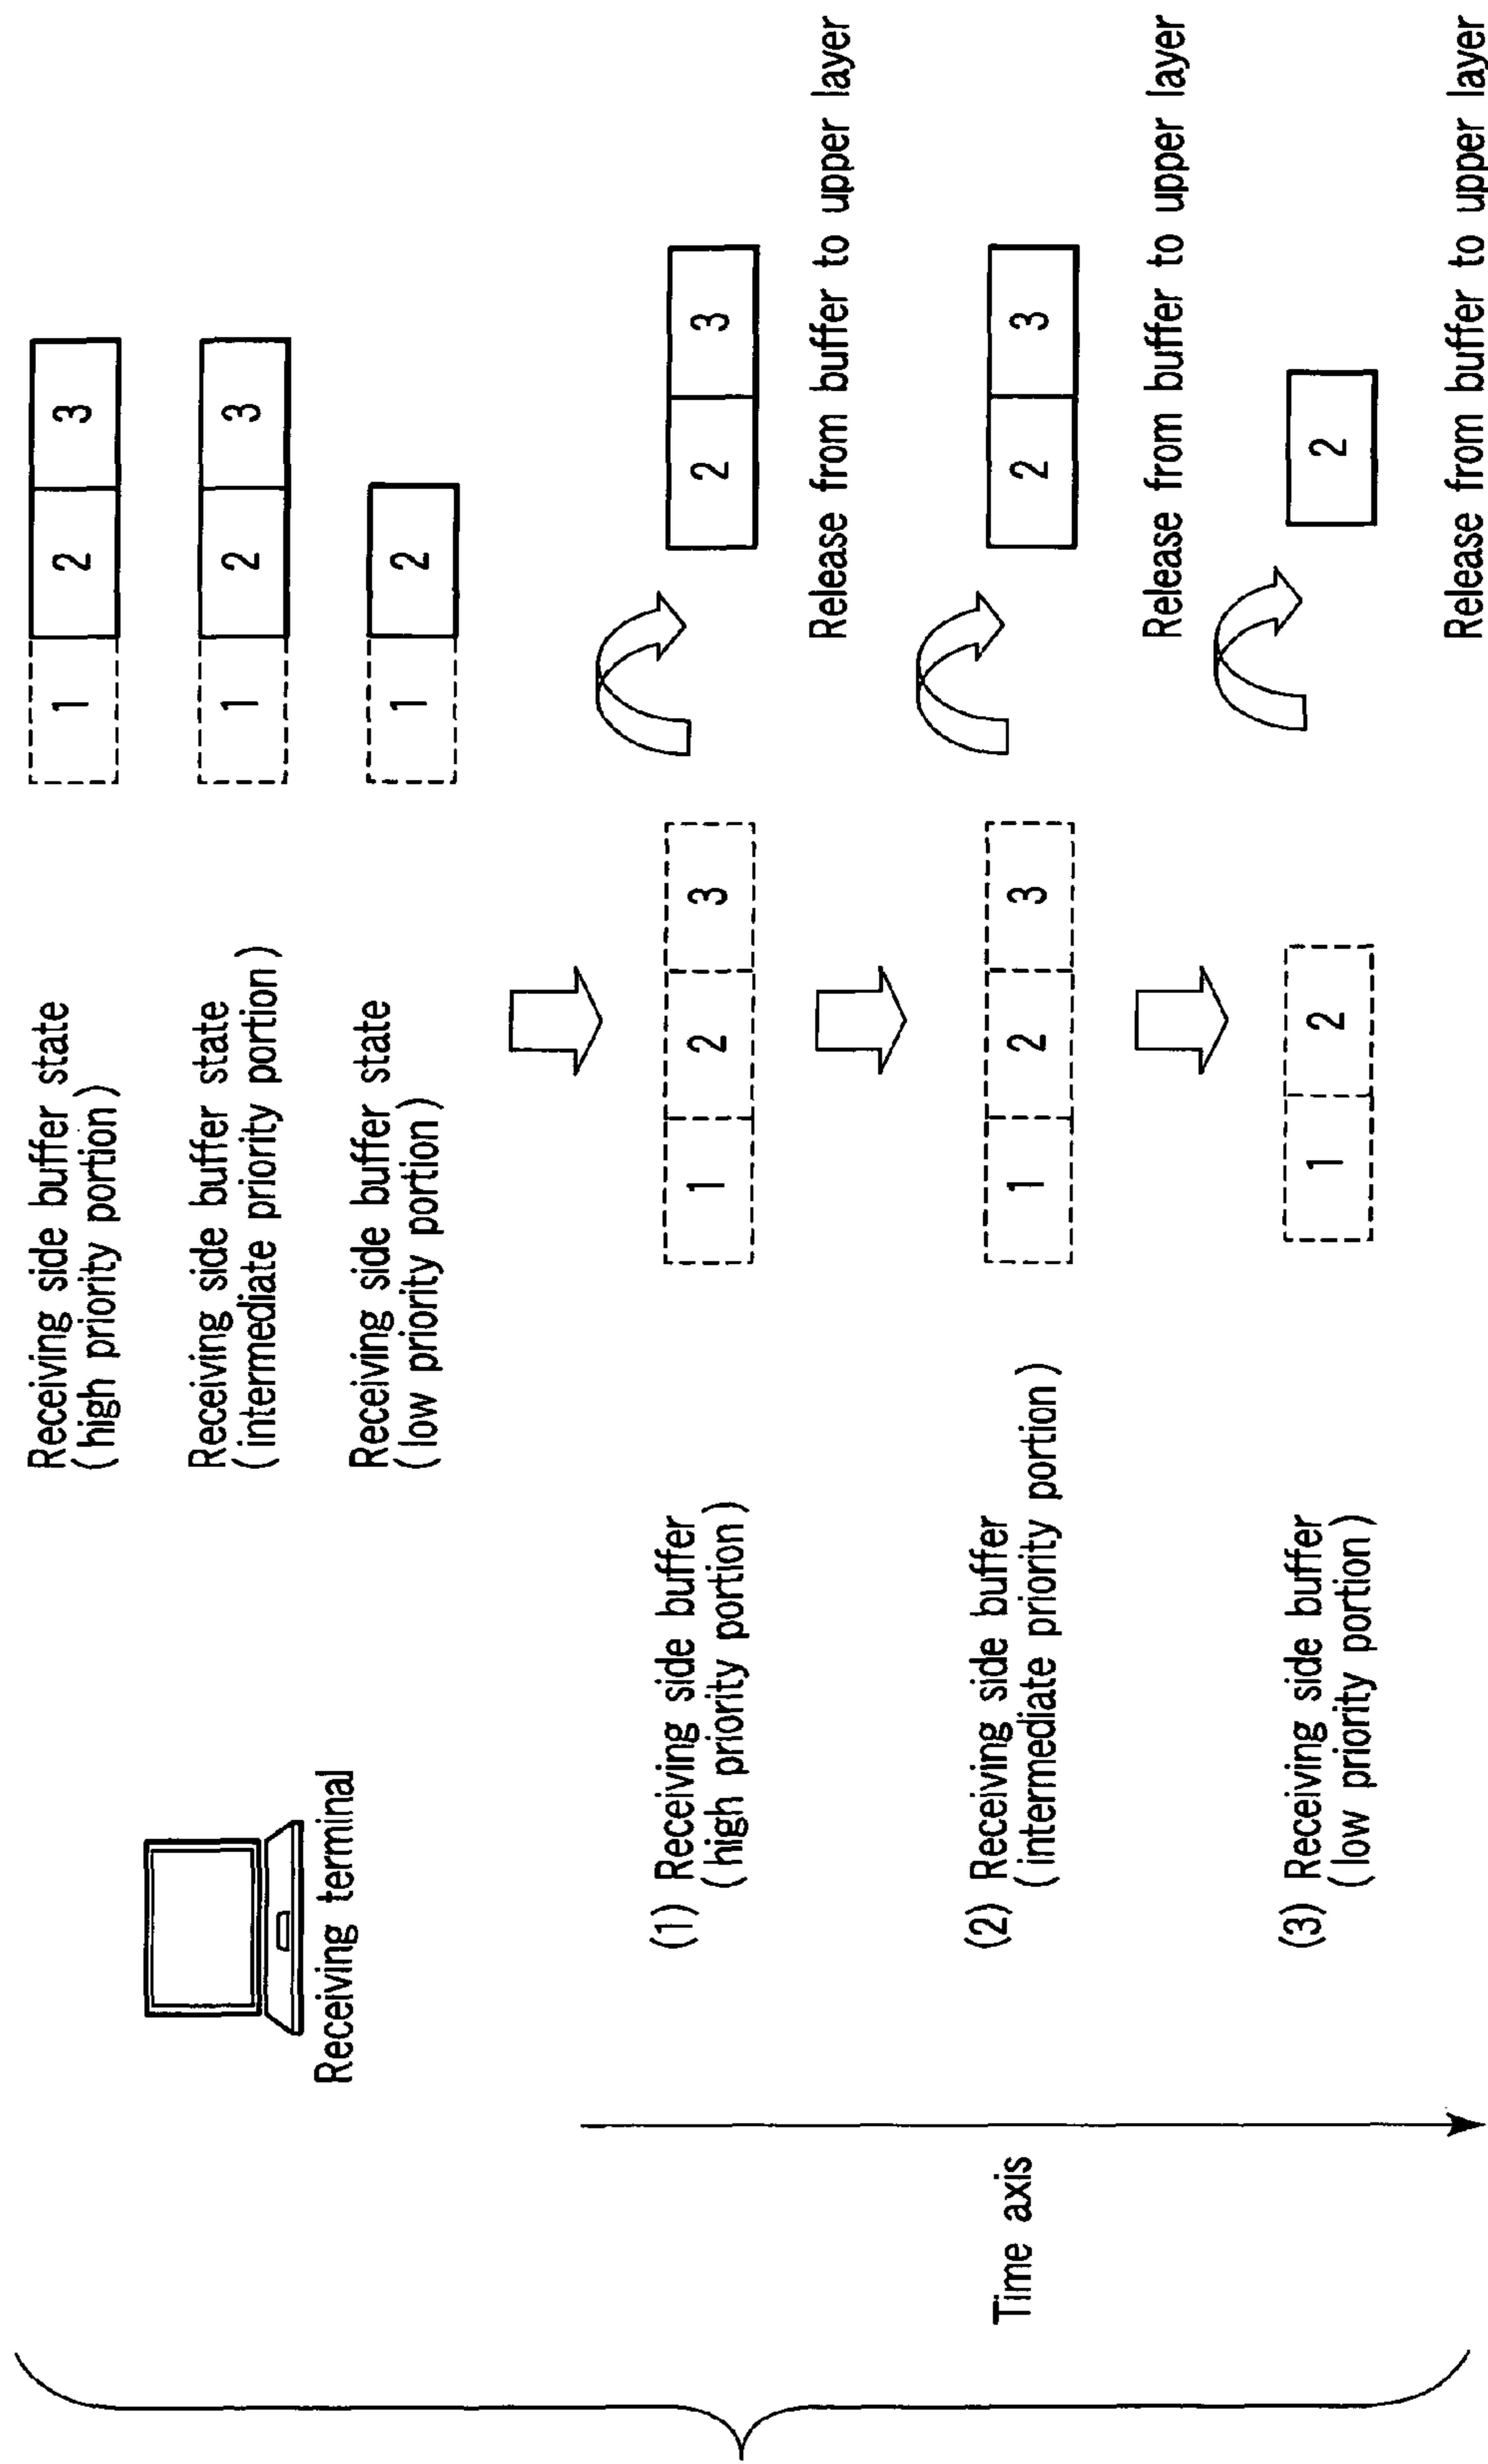 Receiving terminal
Receiving side buffer state
(high priority portion)
1 2 3
Receiving side buffer state
(intermediate priority portion)
1 2 3
Receiving side buffer state
(low priority portion)
1 2
Time axis
(1) Receiving side buffer
(high priority portion)
1 2 3
2 3
Release from buffer to upper layer
(2) Receiving side buffer
(intermediate priority portion)
1 2 3
2 3
Release from buffer to upper layer
(3) Receiving side buffer
(low priority portion)
1 2
2
Release from buffer to upper layer